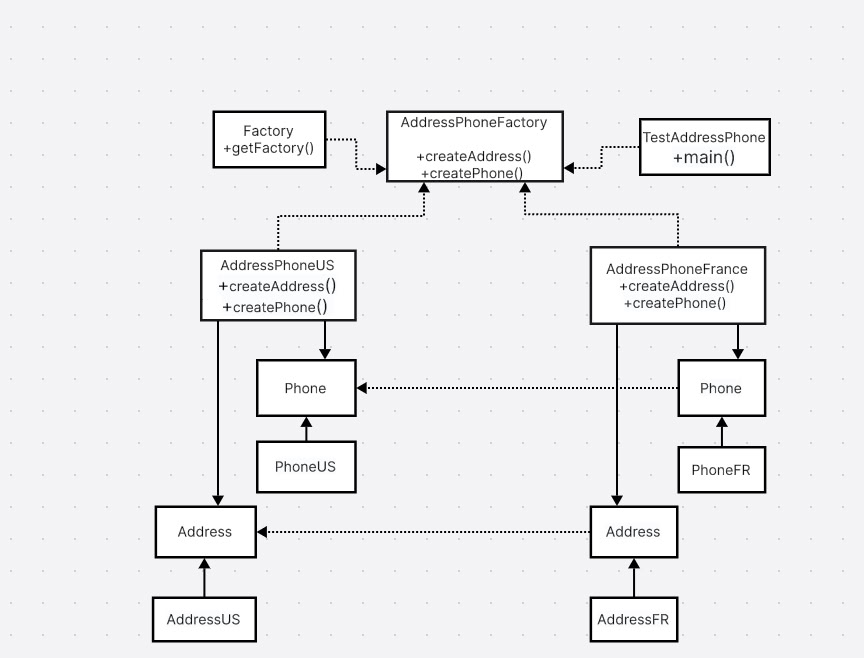 Factory
+getFactory()
AddressPhoneFactory
+createAddress()
+createPhone()
TestAddressPhone
+main()
AddressPhoneUS
+createAddress()
+createPhone()
AddressPhoneFrance
+createAddress()
+createPhone()
Phone
Phone
PhoneUS
PhoneFR
Address
Address
AddressUS
AddressFR